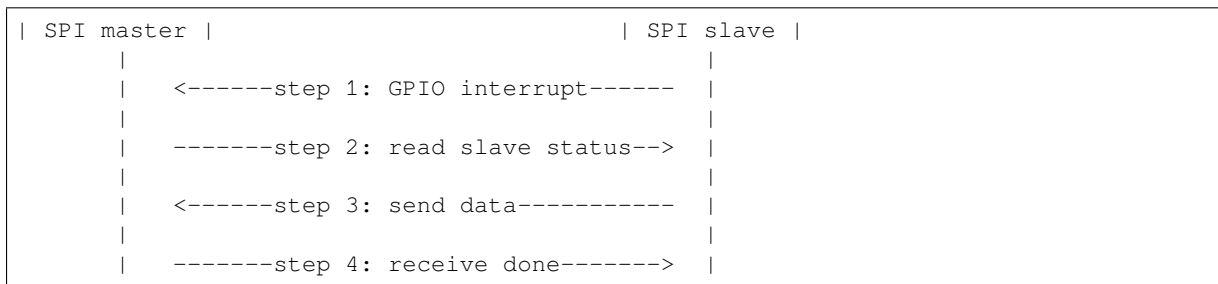 | SPI master |                                | SPI slave |
       |                                             |
       |   <------step 1: GPIO interrupt------  |
       |                                             |
       |   -------step 2: read slave status-->  |
       |                                             |
       |   <------step 3: send data-----------  |
       |                                             |
       |   -------step 4: receive done------->  |